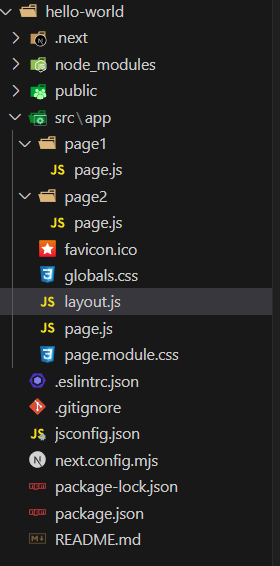 hello-world
.next
node_modules
public
src\app
page1
JS page.js
page2
JS page.js
favicon.ico
globals.css
JS layout.js
JS page.js
page.module.css
.eslintrc.json
.gitignore
JS jsconfig.json
N next.config.mjs
npm package-lock.json
npm package.json
README.md